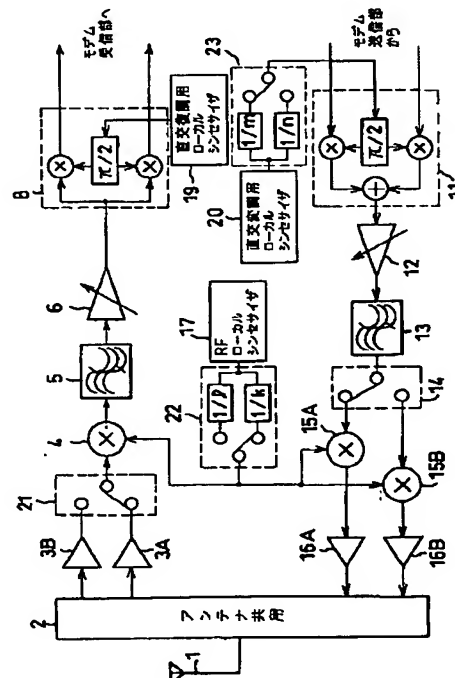 モデム
受信部へ
8
π/2
直交復調用
ローカル
シンセサイザ
19
23
1/m
1/n
直交変調用
ローカル
シンセサイザ
20
モデム
送信部
から
π/2
11
6
5
4
21
3B
3A
2
アンテナ共用
1
17
RF
ローカル
シンセサイザ
22
1/ℓ
1/k
12
13
14
15A
15B
16A
16B